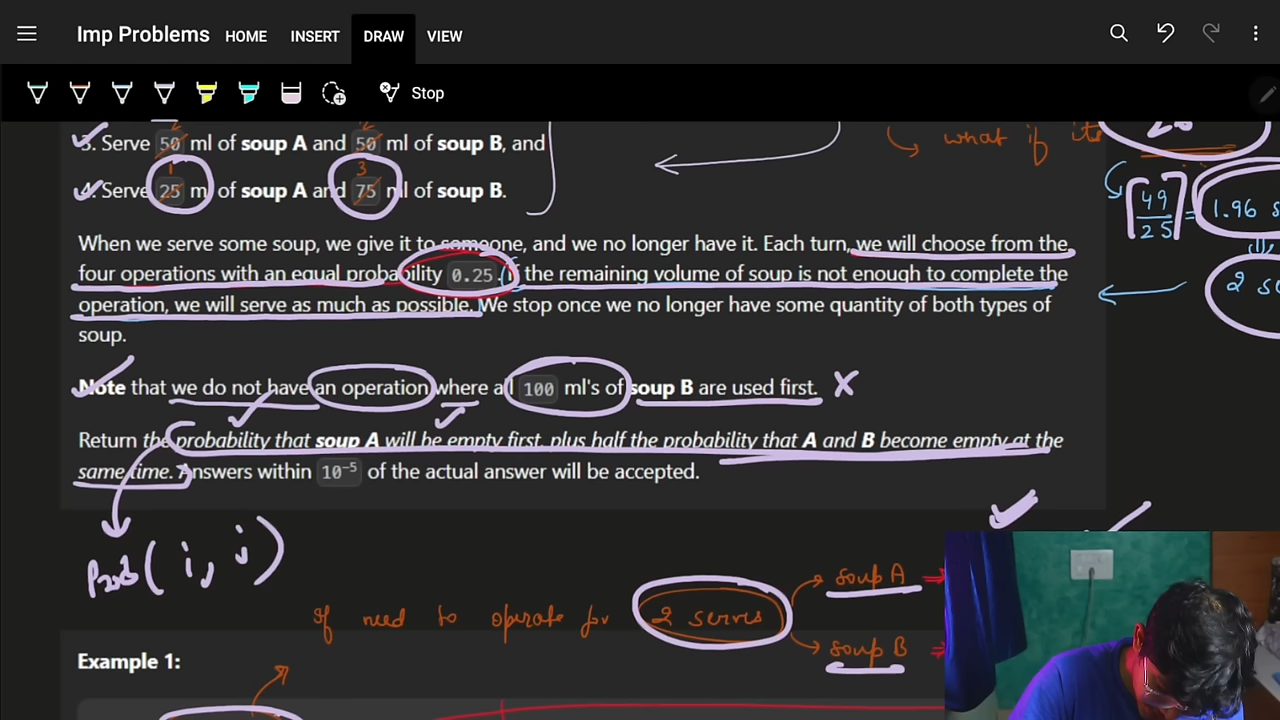 Imp Problems HOME INSERT DRAW VIEW
Stop
3. Serve 50 ml of soup A and 50 ml of soup B, and
1 3
4. Serve 25 ml of soup A and 75 ml of soup B.
what if its
49
25
= 1.96 s
2 se
When we serve some soup, we give it to someone, and we no longer have it. Each turn, we will choose from the
four operations with an equal probability 0.25. If the remaining volume of soup is not enough to complete the
operation, we will serve as much as possible. We stop once we no longer have some quantity of both types of
soup.
Note that we do not have an operation where all 100 ml's of soup B are used first. X
Return the probability that soup A will be empty first, plus half the probability that A and B become empty at the
same time. Answers within 10⁻⁵ of the actual answer will be accepted.
Prob( i, j )
If need to operate for 2 serves
soup A ⇒
soup B ⇒
Example 1: